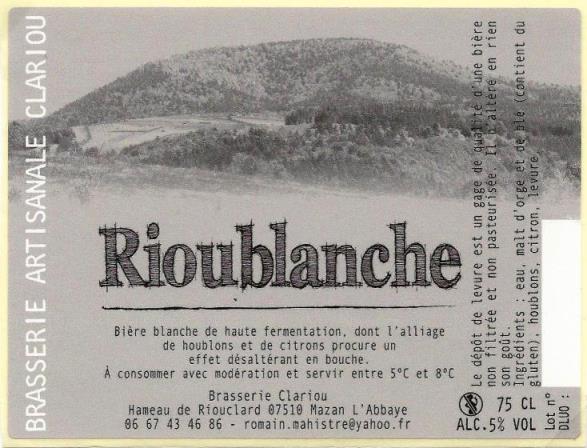 BRASSERIE ARTISANALE CLARIOU
Rioublanche
Bière blanche de haute fermentation, dont l'alliage
de houblons et de citrons procure un
effet désaltérant en bouche.
À consommer avec modération et servir entre 5°C et 8°C
Brasserie Clariou
Hameau de Riouclard 07510 Mazan L'Abbaye
06 67 43 46 86 - romain.mahistre@yahoo.fr
Le dépôt de levure est un gage de qualité d'une bière
non filtrée et non pasteurisée. Il n'altère en rien
son goût.
Ingrédients : eau, malt d'orge et de blé (contient du
gluten), houblons, citron, levure
75 CL
ALC.5% VOL
Lot n°
DLUO :